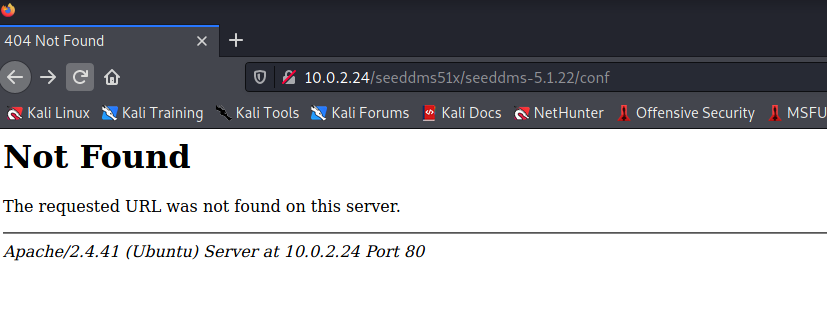 404 Not Found
10.0.2.24/seeddms51x/seeddms-5.1.22/conf
Kali Linux Kali Training Kali Tools Kali Forums Kali Docs NetHunter Offensive Security MSFU
Not Found
The requested URL was not found on this server.
Apache/2.4.41 (Ubuntu) Server at 10.0.2.24 Port 80